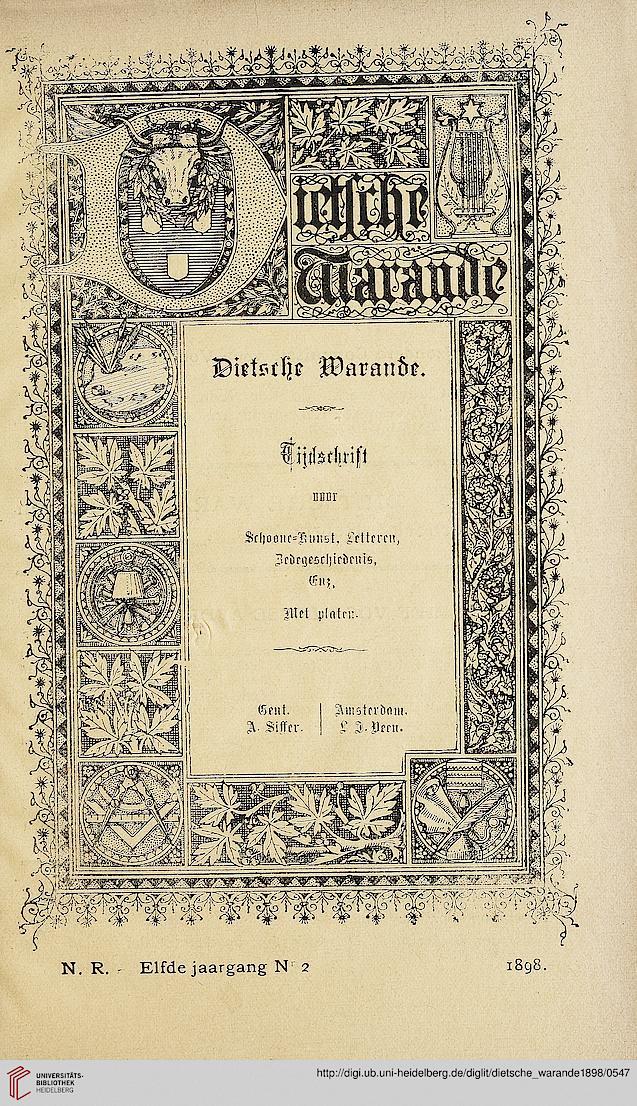 Dietsche
Warande
Dietsche Warande.
Tijdschrift
voor
Schoone-Kunst, Letteren,
Zedegeschiedenis,
Enz,
Met platen.
Gent.
A. Siffer.
Amsterdam.
L J. Veen.
N. R. - Elfde jaargang Nr 2
1898.
UNIVERSITÄTS-
BIBLIOTHEK
HEIDELBERG
http://digi.ub.uni-heidelberg.de/diglit/dietsche_warande1898/0547